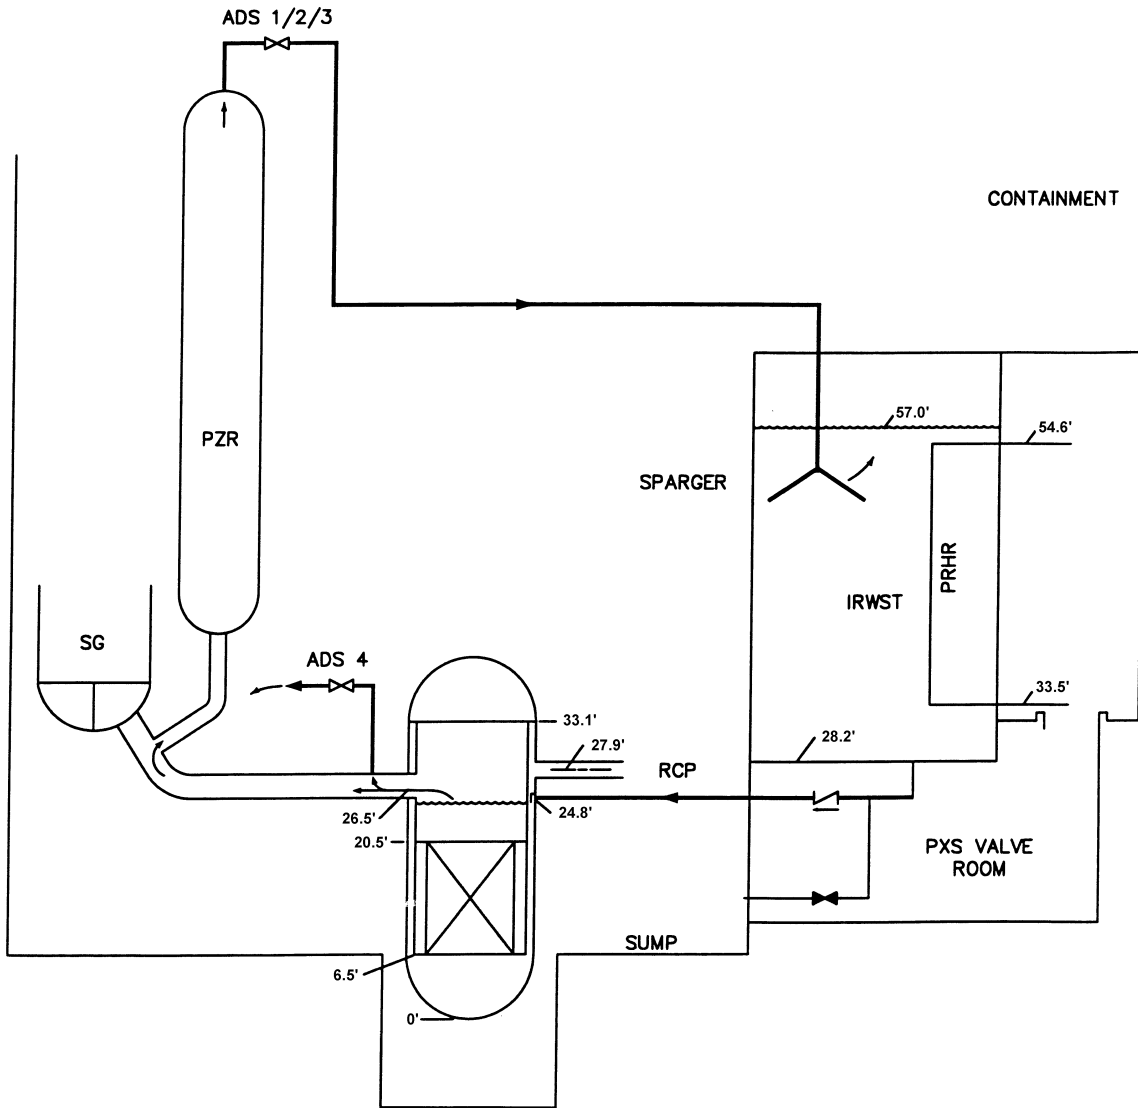 ADS 1/2/3
CONTAINMENT
57.0'
54.6'
PZR
SPARGER
PRHR
IRWST
SG
ADS 4
33.5'
33.1'
28.2'
27.9'
RCP
26.5'
24.8'
20.5'
PXS VALVE
ROOM
SUMP
6.5'
0'